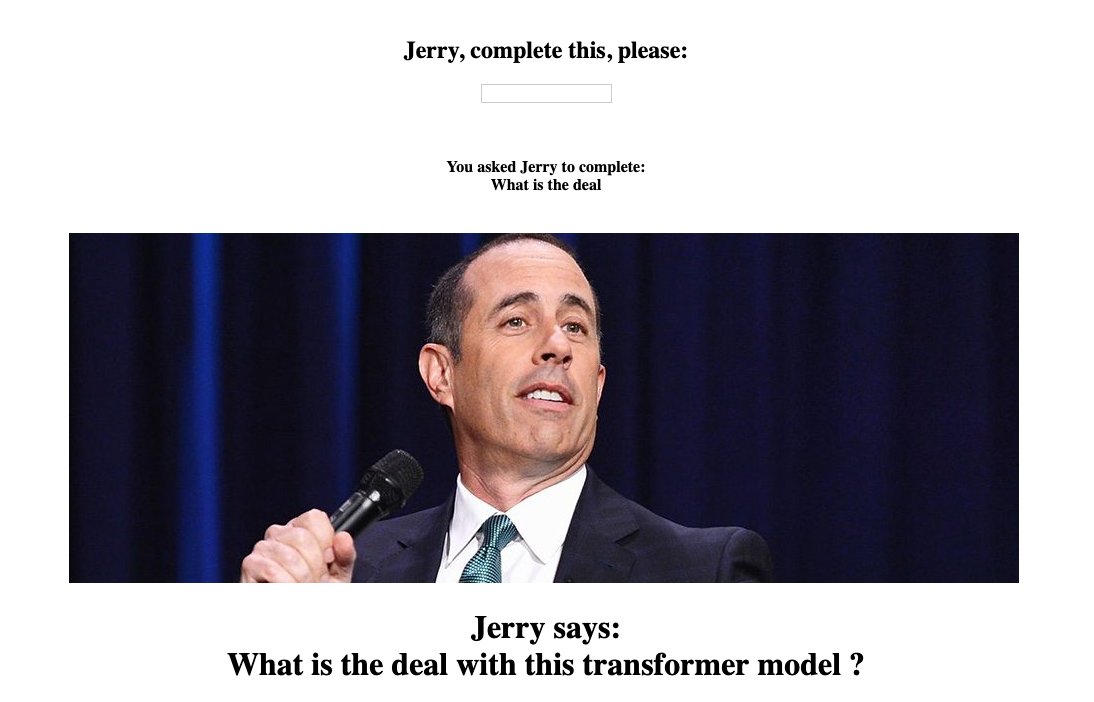 Jerry, complete this, please:
You asked Jerry to complete:
What is the deal
Jerry says:
What is the deal with this transformer model ?